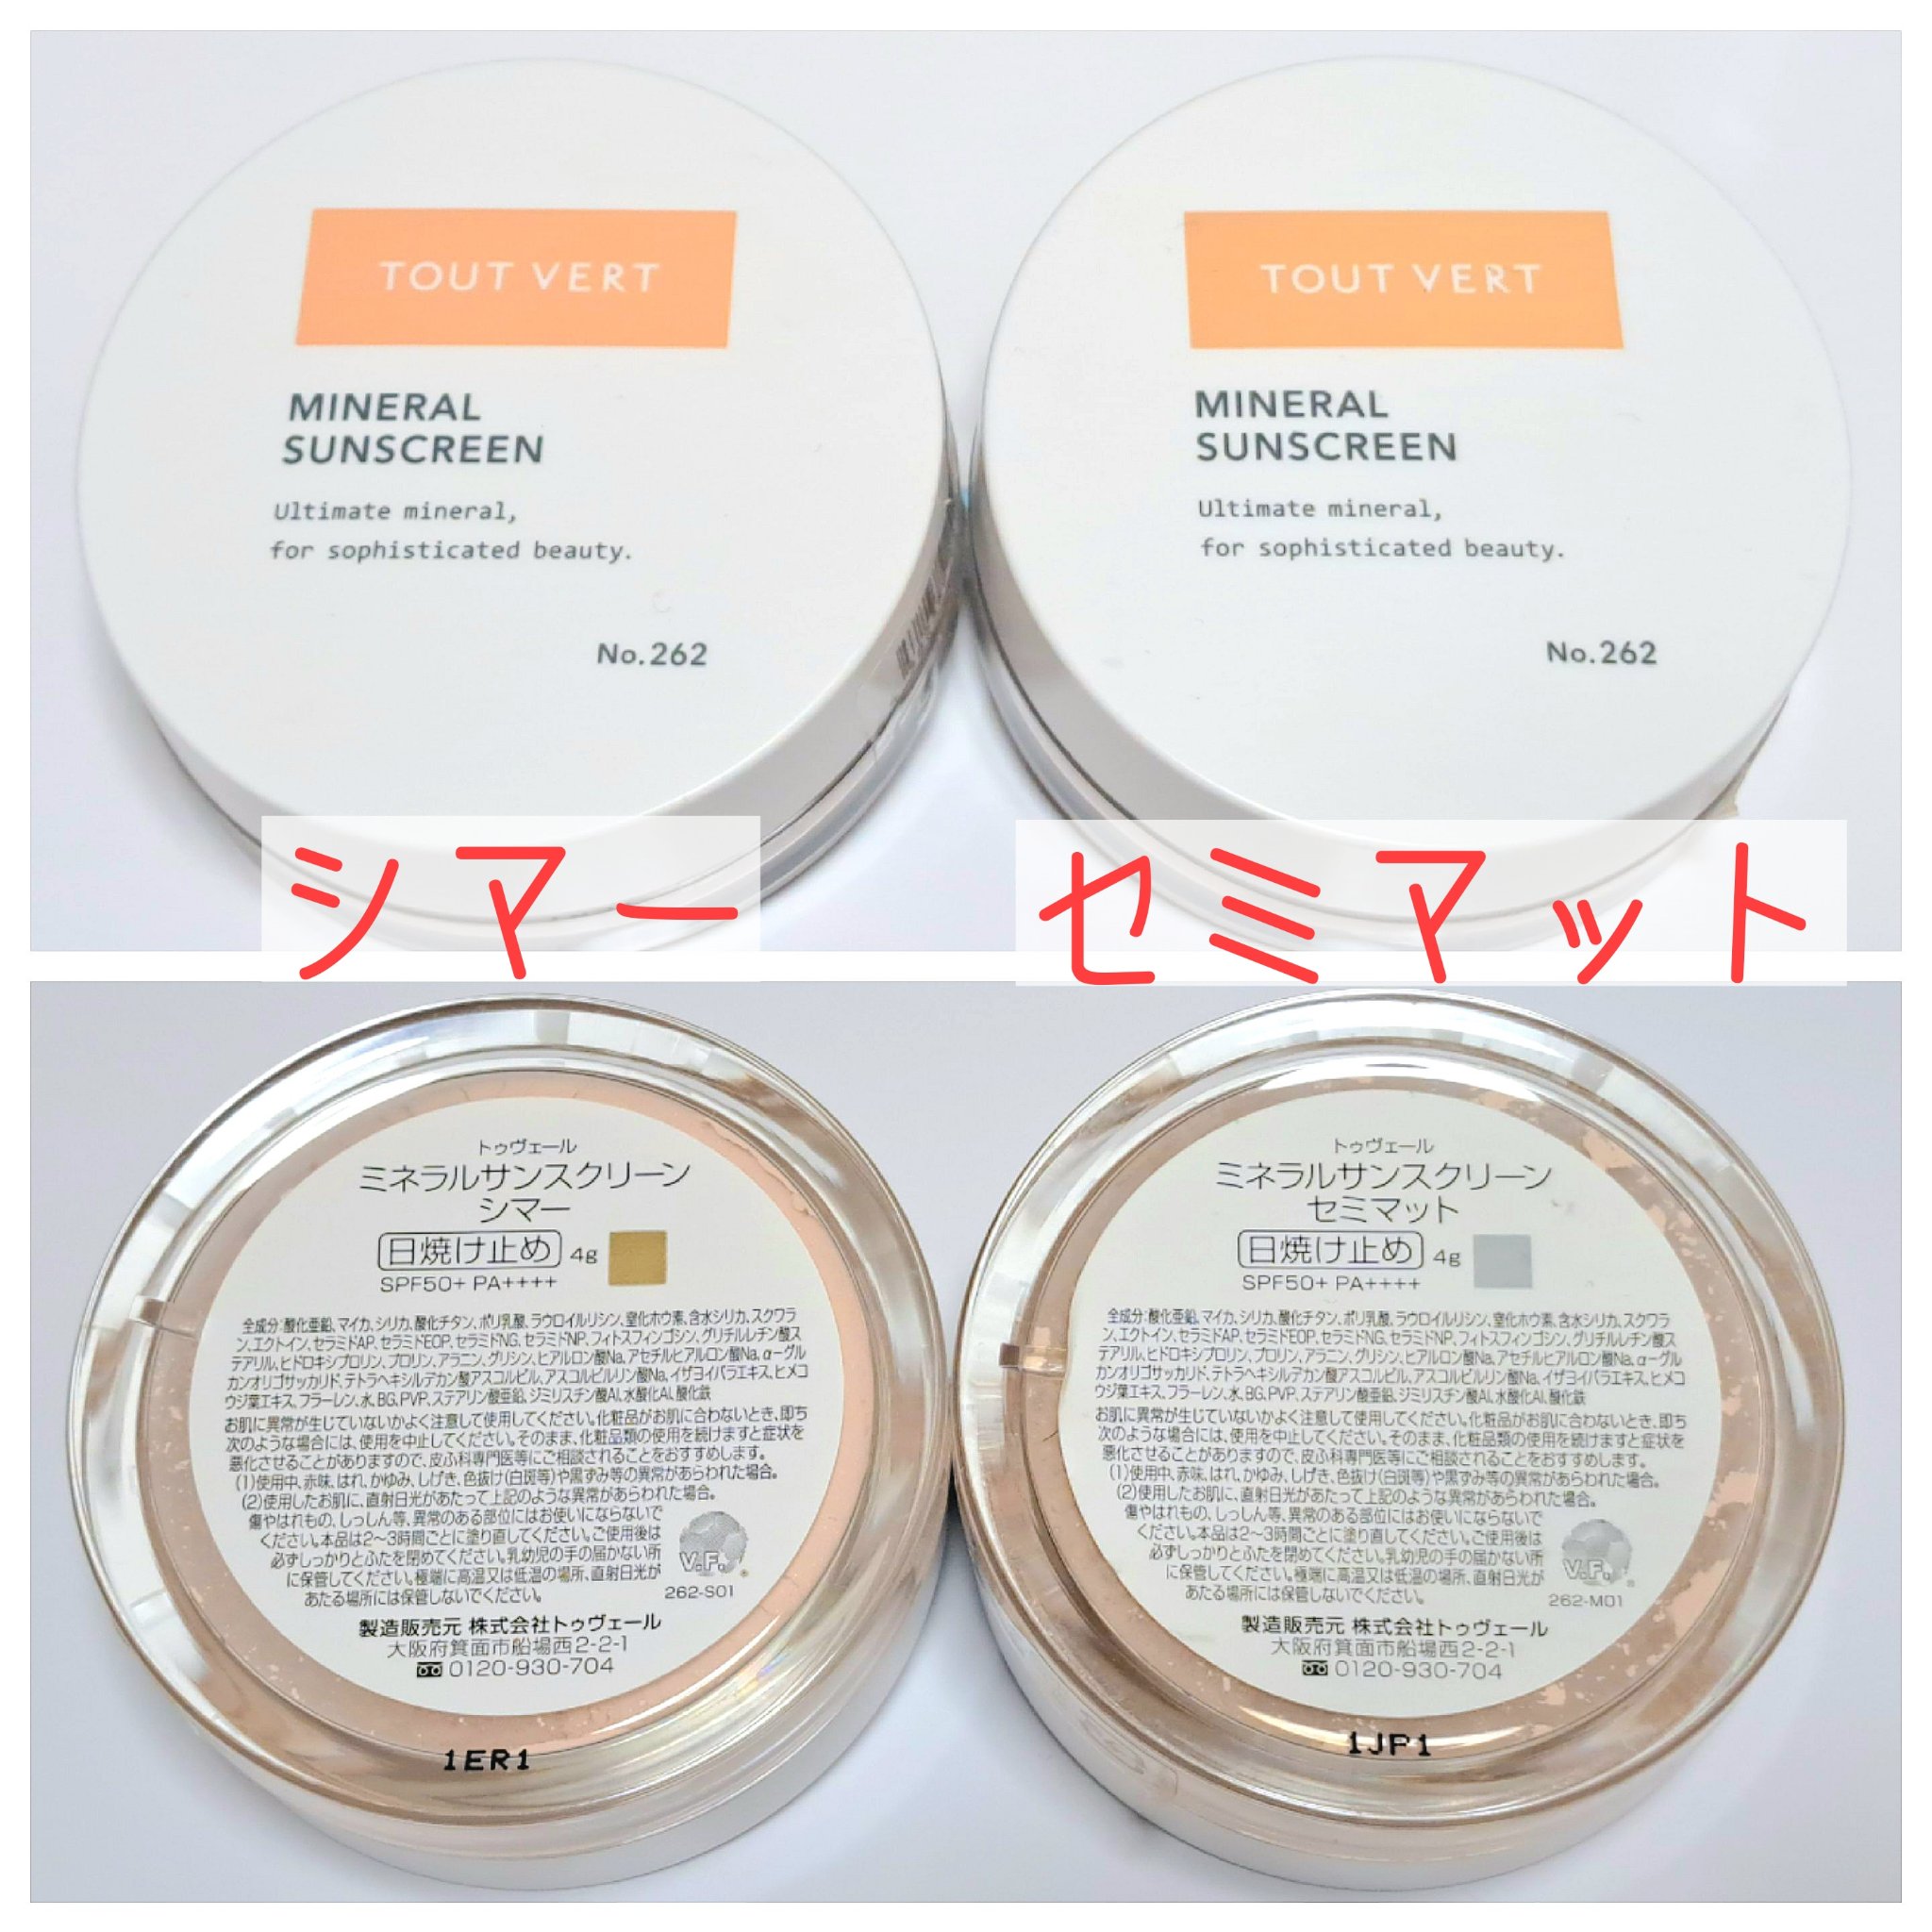 TOUT VERT
MINERAL
SUNSCREEN
Ultimate mineral,
for sophisticated beauty.
No.262
シマー
TOUT VERT
MINERAL
SUNSCREEN
Ultimate mineral,
for sophisticated beauty.
No.262
セミマット
トゥヴェール
ミネラルサンスクリーン
シマー
日焼け止め 4g
SPF50+ PA++++
全成分:酸化亜鉛、マイカ、シリカ、酸化チタン、ポリ乳酸、ラウロイルリシン、窒化ホウ素、含水シリカ、スクワラ
ン、エクトイン、セラミドAP、セラミドEOP、セラミドNG、セラミドNP、フィトスフィンゴシン、グリチルレチン酸ス
テアリル、ヒドロキシプロリン、プロリン、アラニン、グリシン、ヒアルロン酸Na、アセチルヒアルロン酸Na、α-グル
カンオリゴサッカリド、テトラヘキシルデカン酸アスコルビル、アスコルビルリン酸Na、イザヨイバラエキス、ヒメコ
ウジ葉エキス、フラーレン、水、BG、PVP、ステアリン酸亜鉛、ジミリスチン酸Al、水酸化Al、酸化鉄
お肌に異常が生じていないかよく注意して使用してください。化粧品がお肌に合わないとき、即ち
次のような場合には、使用を中止してください。そのまま、化粧品類の使用を続けますと症状を
悪化させることがありますので、皮ふ科専門医等にご相談されることをおすすめします。
(1)使用中、赤味、はれ、かゆみ、しげき、色抜け(白斑等)や黒ずみ等の異常があらわれた場合。
(2)使用したお肌に、直射日光があたって上記のような異常があらわれた場合。
傷やはれもの、しっしん等、異常のある部位にはお使いにならないで
ください。本品は2～3時間ごとに塗り直してください。ご使用後は
必ずしっかりとふたを閉めてください。乳幼児の手の届かない所
に保管してください。極端に高温又は低温の場所、直射日光が
あたる場所には保管しないでください。
V.F.
262-S01
製造販売元 株式会社トゥヴェール
大阪府箕面市船場西2-2-1
0120-930-704
1ER1
トゥヴェール
ミネラルサンスクリーン
セミマット
日焼け止め 4g
SPF50+ PA++++
全成分:酸化亜鉛、マイカ、シリカ、酸化チタン、ポリ乳酸、ラウロイルリシン、窒化ホウ素、含水シリカ、スクワラ
ン、エクトイン、セラミドAP、セラミドEOP、セラミドNG、セラミドNP、フィトスフィンゴシン、グリチルレチン酸ス
テアリル、ヒドロキシプロリン、プロリン、アラニン、グリシン、ヒアルロン酸Na、アセチルヒアルロン酸Na、α-グル
カンオリゴサッカリド、テトラヘキシルデカン酸アスコルビル、アスコルビルリン酸Na、イザヨイバラエキス、ヒメコ
ウジ葉エキス、フラーレン、水、BG、PVP、ステアリン酸亜鉛、ジミリスチン酸Al、水酸化Al、酸化鉄
お肌に異常が生じていないかよく注意して使用してください。化粧品がお肌に合わないとき、即ち
次のような場合には、使用を中止してください。そのまま、化粧品類の使用を続けますと症状を
悪化させることがありますので、皮ふ科専門医等にご相談されることをおすすめします。
(1)使用中、赤味、はれ、かゆみ、しげき、色抜け(白斑等)や黒ずみ等の異常があらわれた場合。
(2)使用したお肌に、直射日光があたって上記のような異常があらわれた場合。
傷やはれもの、しっしん等、異常のある部位にはお使いにならないで
ください。本品は2～3時間ごとに塗り直してください。ご使用後は
必ずしっかりとふたを閉めてください。乳幼児の手の届かない所
に保管してください。極端に高温又は低温の場所、直射日光が
あたる場所には保管しないでください。
V.F.
262-M01
製造販売元 株式会社トゥヴェール
大阪府箕面市船場西2-2-1
0120-930-704
1JP1